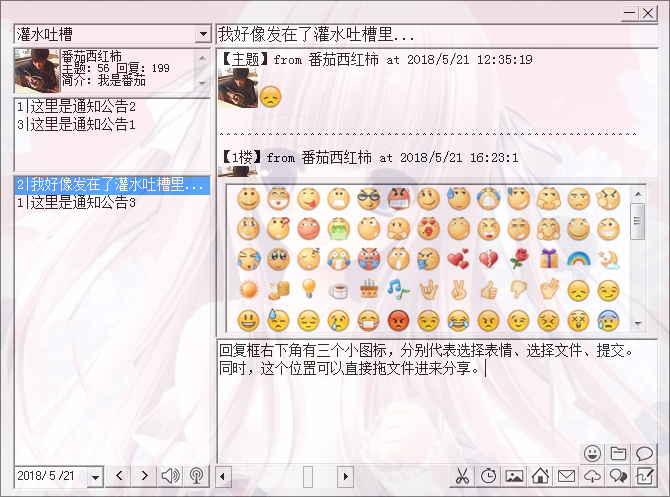 灌水吐槽
番茄西红柿
主题: 56 回复: 199
简介: 我是番茄
1|这里是通知公告2
3|这里是通知公告1
2|我好像发在了灌水吐槽里...
1|这里是通知公告3
2018/ 5 /21
我好像发在了灌水吐槽里...
【主题】from 番茄西红柿 at 2018/5/21 12:35:19
【1楼】from 番茄西红柿 at 2018/5/21 16:23:1
回复框右下角有三个小图标，分别代表选择表情、选择文件、提交。
同时，这个位置可以直接拖文件进来分享。